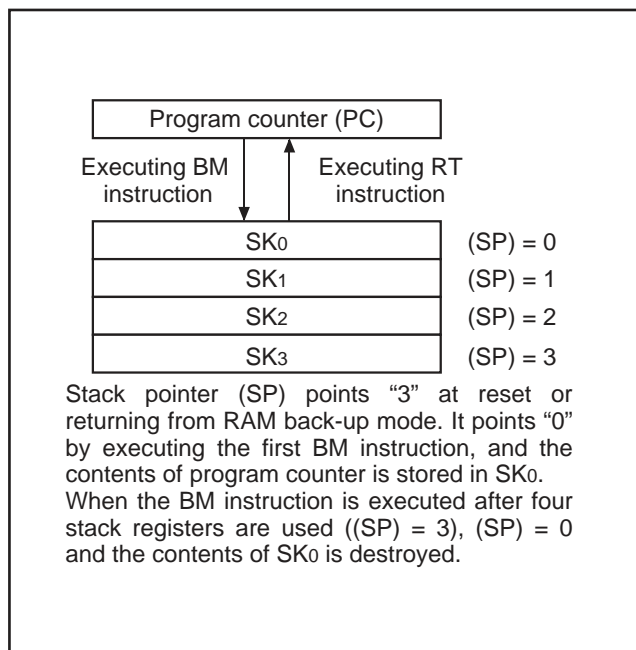 Program counter (PC)
Executing BM instruction
Executing RT instruction
SK0 (SP) = 0
SK1 (SP) = 1
SK2 (SP) = 2
SK3 (SP) = 3
Stack pointer (SP) points “3” at reset or
returning from RAM back-up mode. It points “0”
by executing the first BM instruction, and the
contents of program counter is stored in SK0.
When the BM instruction is executed after four
stack registers are used ((SP) = 3), (SP) = 0
and the contents of SK0 is destroyed.